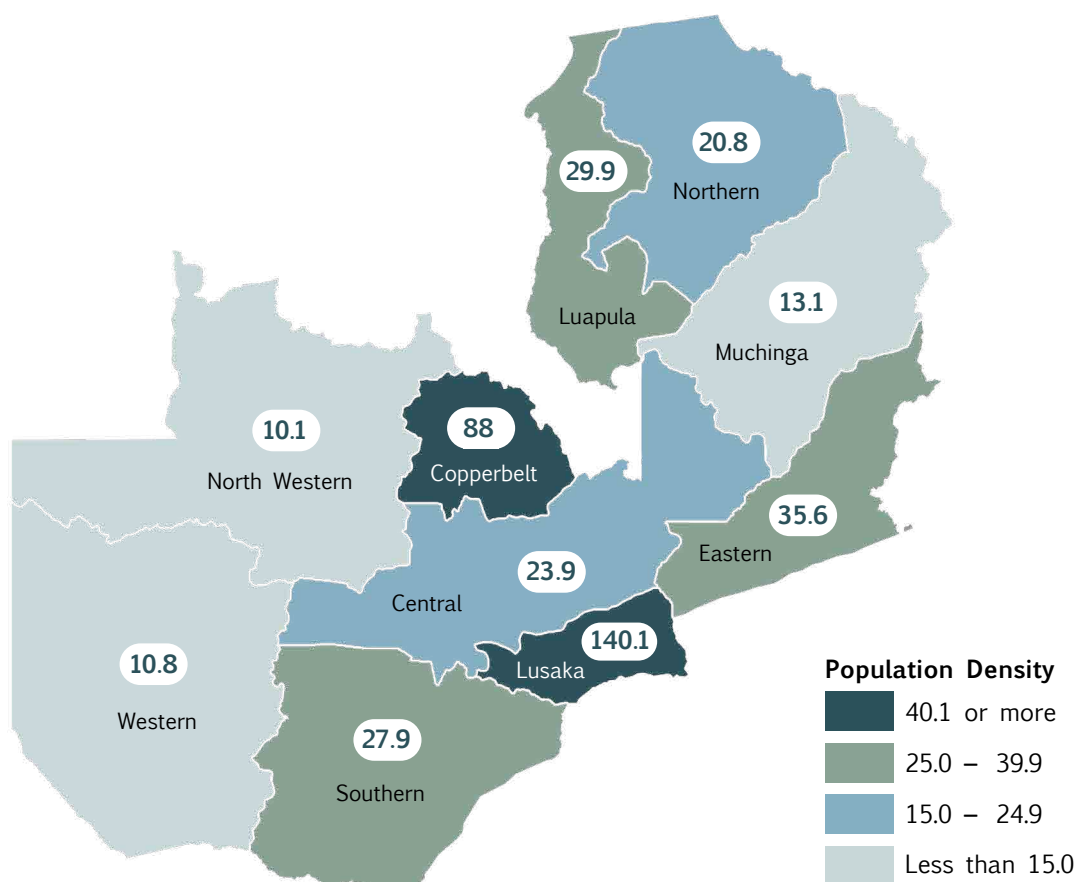 20.8
Northern
29.9
Luapula
13.1
Muchinga
10.1
North Western
88
Copperbelt
35.6
Eastern
23.9
Central
140.1
Lusaka
10.8
Western
27.9
Southern
Population Density
40.1 or more
25.0 – 39.9
15.0 – 24.9
Less than 15.0